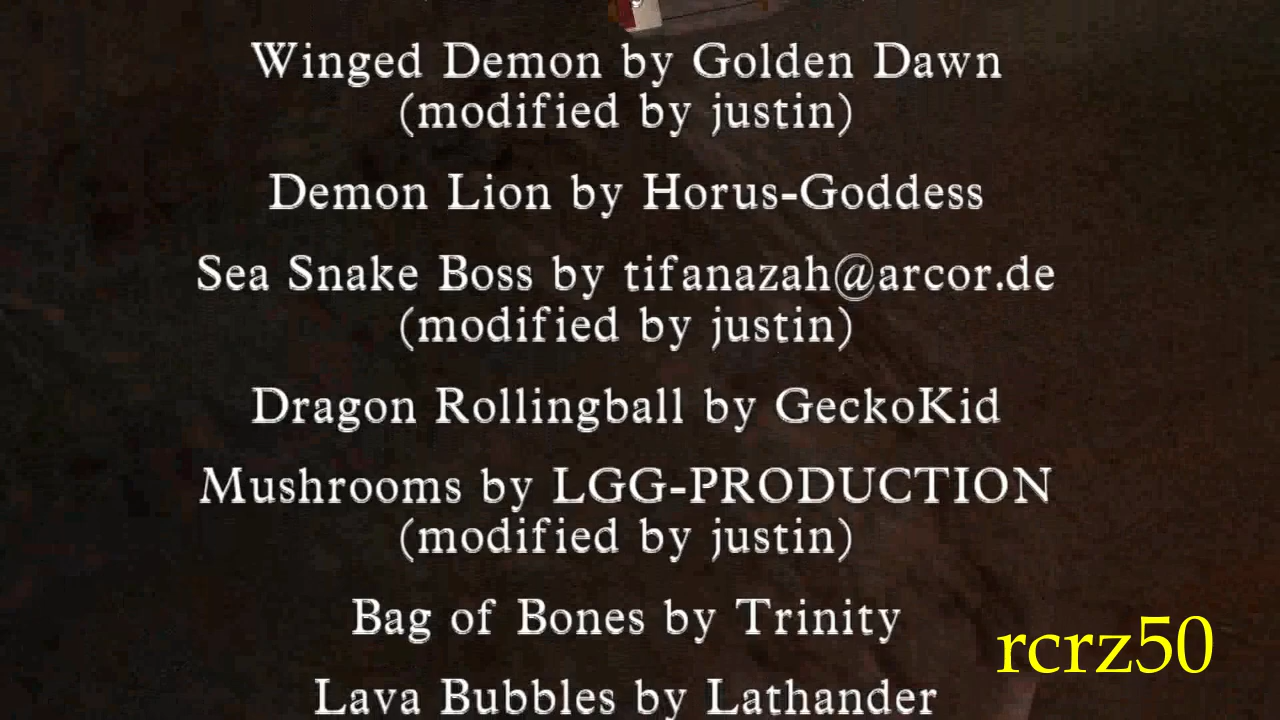 Winged Demon by Golden Dawn
(modified by justin)
Demon Lion by Horus-Goddess
Sea Snake Boss by tifanazah@arcor.de
(modified by justin)
Dragon Rollingball by GeckoKid
Mushrooms by LGG-PRODUCTION
(modified by justin)
Bag of Bones by Trinity
rcrz50
Lava Bubbles by Lathander